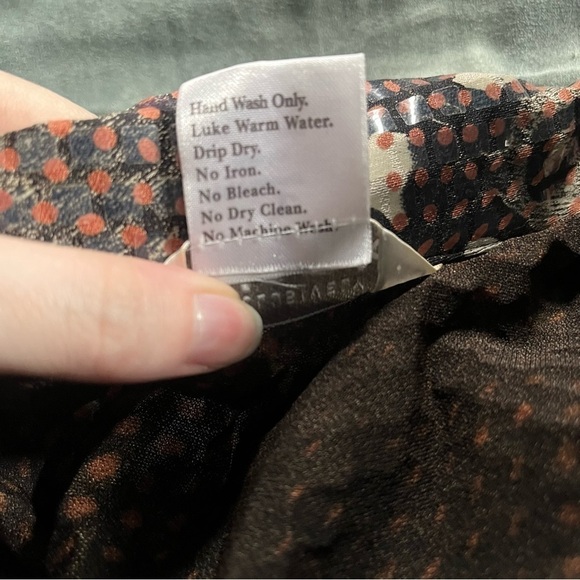 Hand Wash Only.
Luke Warm Water.
Drip Dry.
No Iron.
No Bleach.
No Dry Clean.
No Machine Wash!